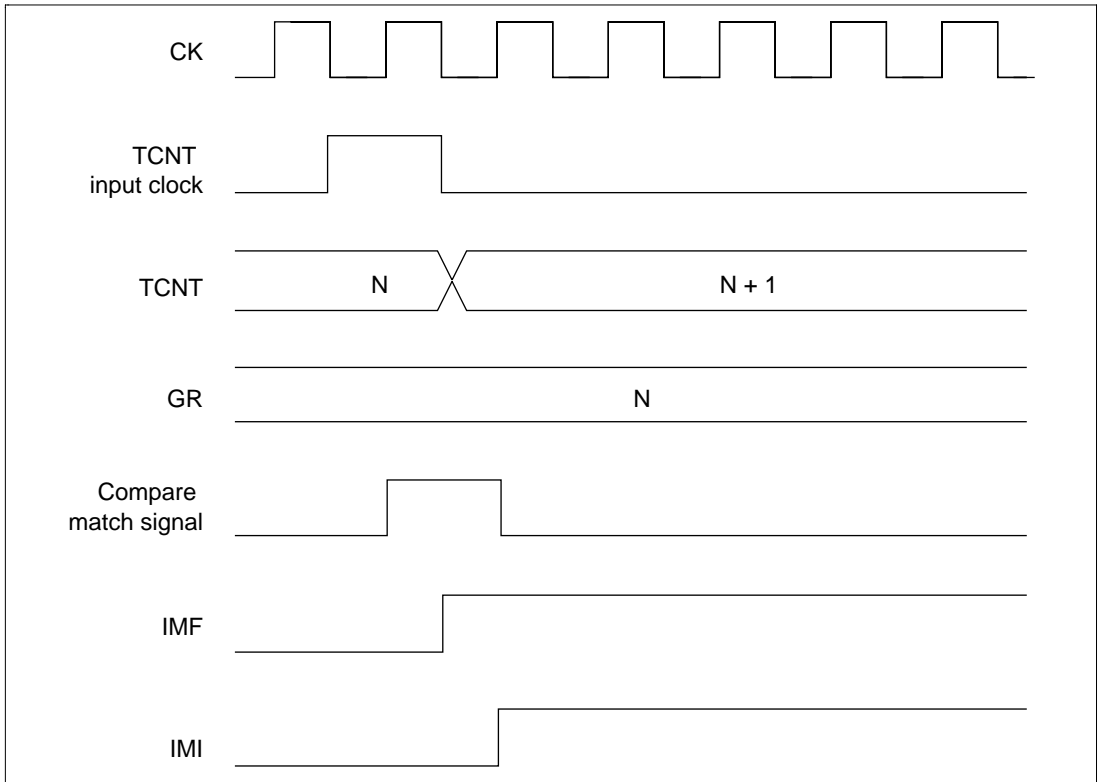 CK
TCNT
input clock
TCNT
N
N + 1
GR
N
Compare
match signal
IMF
IMI